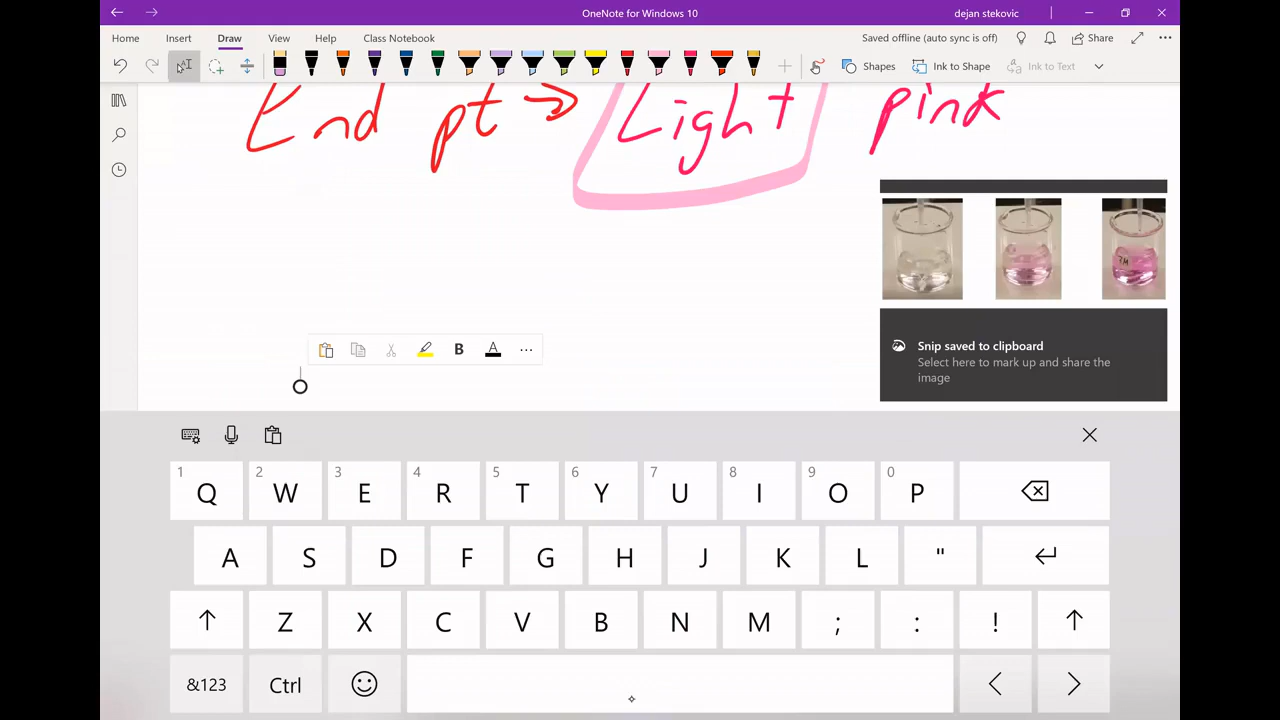 OneNote for Windows 10
dejan stekovic
Home Insert Draw View Help Class Notebook
Saved offline (auto sync is off)
Share
Shapes Ink to Shape Ink to Text
End pt → Light pink
7M
Snip saved to clipboard
Select here to mark up and share the
image
B A ...
1 2 3 4 5 6 7 8 9 0
Q W E R T Y U I O P
A S D F G H J K L "
Z X C V B N M ; : !
&123 Ctrl < >